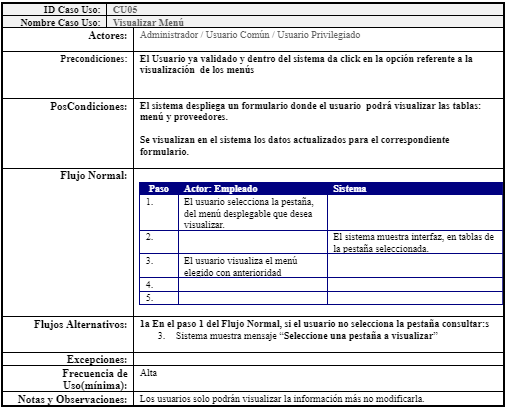 ID Caso Uso: CU05
Nombre Caso Uso: Visualizar Menú
Actores: Administrador / Usuario Común / Usuario Privilegiado
Precondiciones: El Usuario ya validado y dentro del sistema da click en la opción referente a la
visualización de los menús
PosCondiciones: El sistema despliega un formulario donde el usuario podrá visualizar las tablas:
menú y proveedores.
Se visualizan en el sistema los datos actualizados para el correspondiente
formulario.
Flujo Normal:
Paso Actor: Empleado Sistema
1. El usuario selecciona la pestaña,
del menú desplegable que desea
visualizar.
2. El sistema muestra interfaz, en tablas de
la pestaña seleccionada.
3. El usuario visualiza el menú
elegido con anterioridad
4.
5.
Flujos Alternativos: 1a En el paso 1 del Flujo Normal, si el usuario no selecciona la pestaña consultar:s
3. Sistema muestra mensaje “Seleccione una pestaña a visualizar”
Excepciones:
Frecuencia de Alta
Uso(mínima):
Notas y Observaciones: Los usuarios solo podrán visualizar la información mas no modificarla.